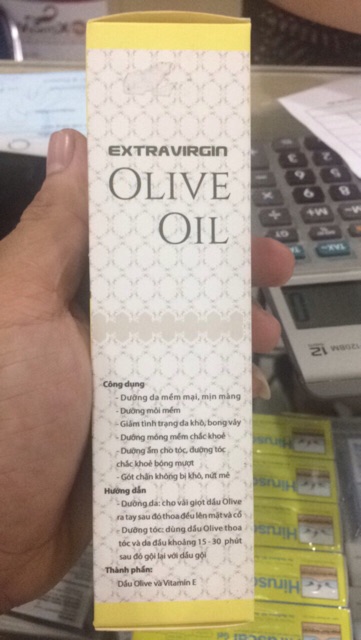 EXTRAVIRGIN
OLIVE
OIL
Công dụng
- Dưỡng da mềm mại, mịn màng
- Dưỡng môi mềm
- Giảm tình trạng da khô, bong vảy
- Dưỡng móng mềm chắc khoẻ
- Dưỡng ẩm cho tóc, dưỡng tóc
chắc khoẻ bóng mượt
- Gót chân không bị khô, nứt nẻ
Hướng dẫn
- Dưỡng da: cho vài giọt dầu Olive
ra tay sau đó thoa đều lên mặt và cổ
- Dưỡng tóc: dùng dầu Olive thoa
tóc và da đầu khoảng 15 - 30 phút
sau đó gội lại với dầu gội
Thành phần:
Dầu Olive và Vitamin E